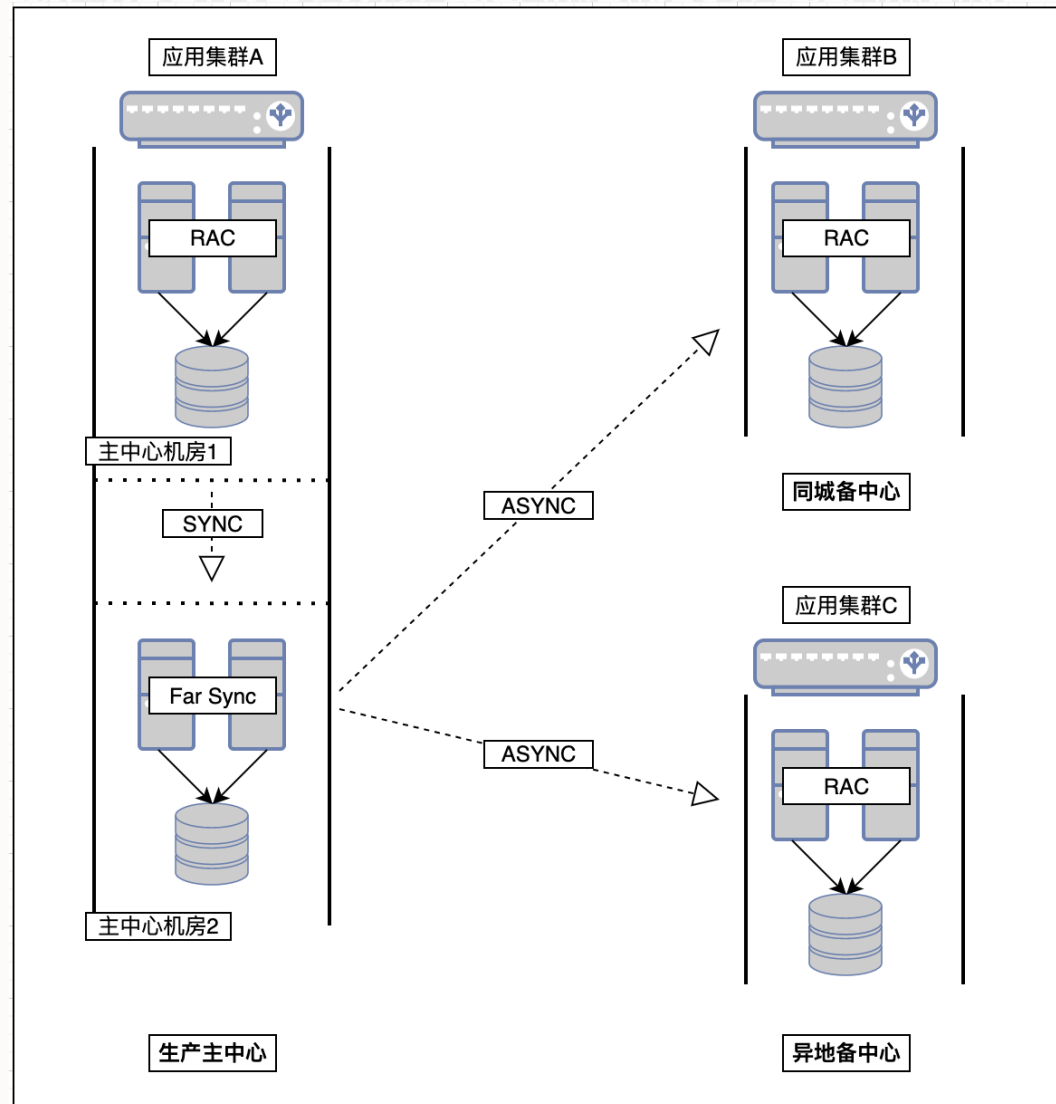 应用集群A
RAC
主中心机房1
SYNC
Far Sync
主中心机房2
生产主中心
ASYNC
ASYNC
应用集群B
RAC
同城备中心
应用集群C
RAC
异地备中心